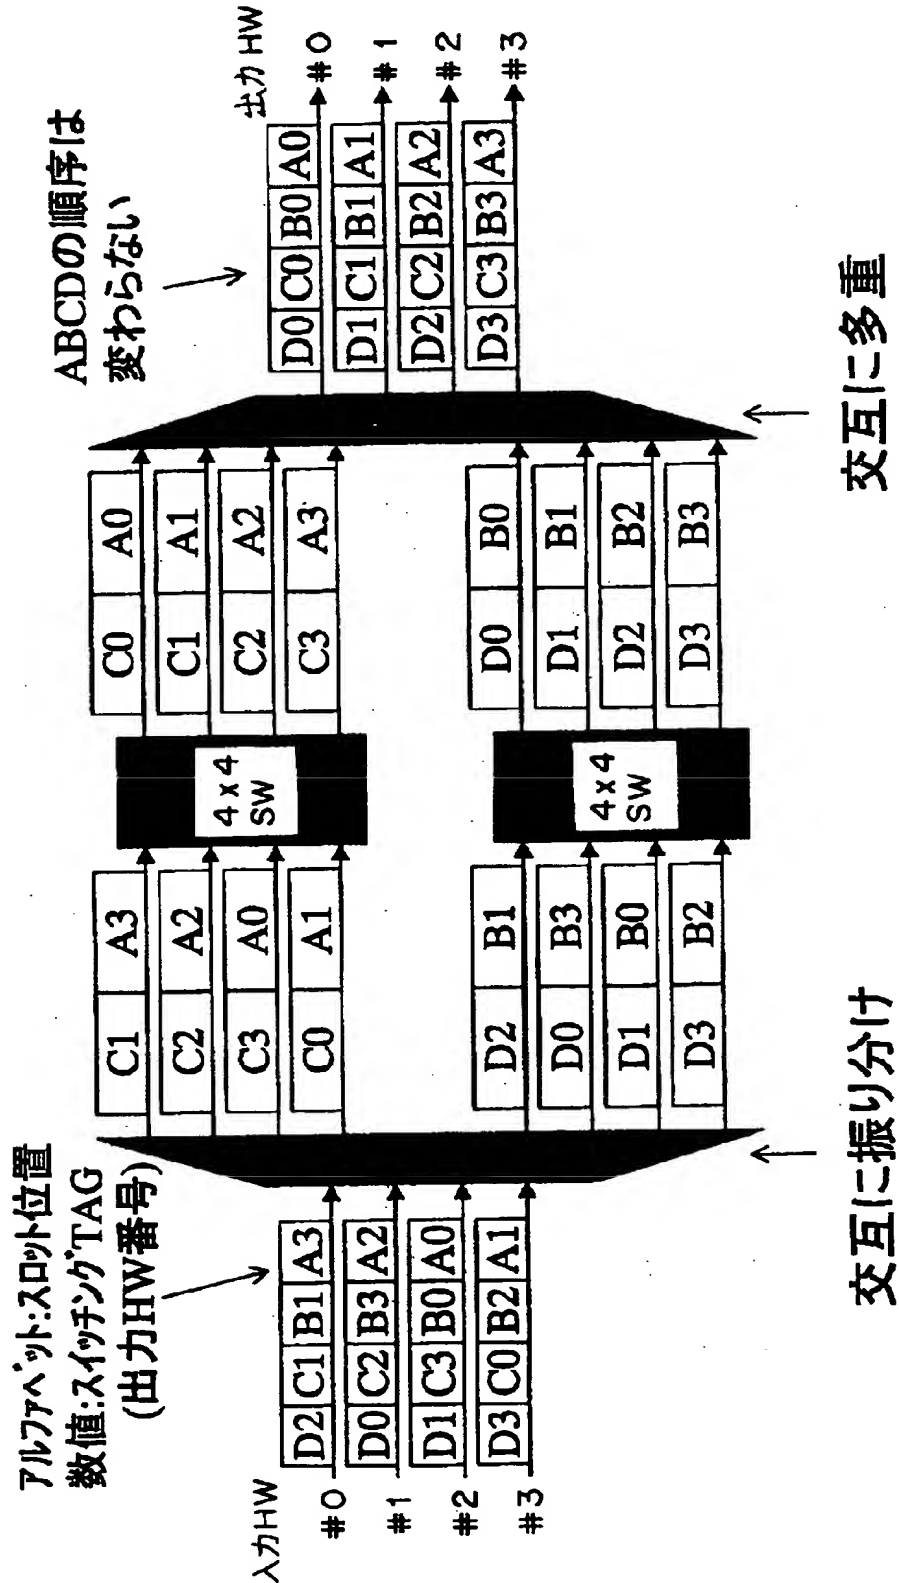 アルファベット:スロット位置
数値:スイッチングTAG
(出力HW番号)
ABCDの順序は
変わらない
入力HW
出力HW
#0
D2 C1 B1 A3
#1
D0 C2 B3 A2
#2
D1 C3 B0 A0
#3
D3 C0 B2 A1
C1 A3
C2 A2
C3 A0
C0 A1
4x4
SW
C0 A0
C1 A1
C2 A2
C3 A3
D2 B1
D0 B3
D1 B0
D3 B2
4x4
SW
D0 B0
D1 B1
D2 B2
D3 B3
D0 C0 B0 A0
#0
D1 C1 B1 A1
#1
D2 C2 B2 A2
#2
D3 C3 B3 A3
#3
交互に振り分け
交互に多重